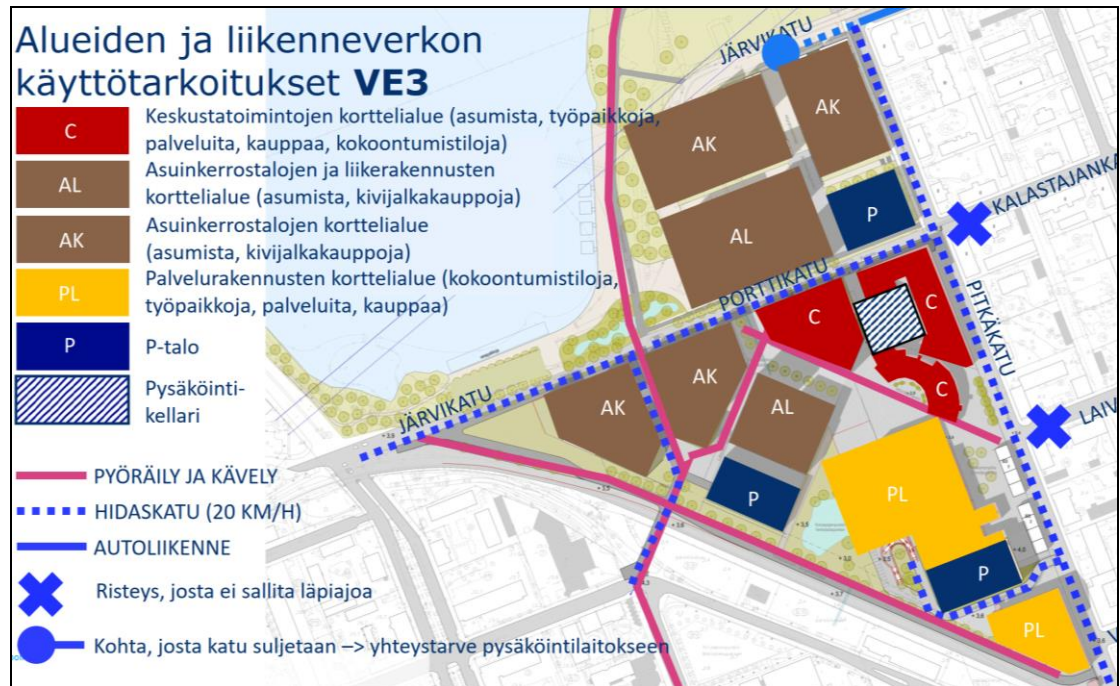 Alueiden ja liikenneverkon
käyttötarkoitukset VE3
C
Keskustatoimintojen korttelialue (asumista, työpaikkoja,
palveluita, kauppaa, kokoontumistiloja)
AL
Asuinkerrostalojen ja liikerakennusten
korttelialue (asumista, kivijalkakauppoja)
AK
Asuinkerrostalojen korttelialue
(asumista, kivijalkakauppoja)
PL
Palvelurakennusten korttelialue (kokoontumistiloja,
työpaikkoja, palveluita, kauppaa)
P
P-talo
Pysäköinti-
kellari
PYÖRÄILY JA KÄVELY
HIDASKATU (20 KM/H)
AUTOLIIKENNE
Risteys, josta ei sallita läpiajoa
Kohta, josta katu suljetaan –> yhteystarve pysäköintilaitokseen
JÄRVIKATU
AK
AK
AL
P
KALASTAJANKA
PORTTIKATU
PITKÄKATU
C
C
C
LAIV
JÄRVIKATU
AK
AK
AL
P
PL
P
PL